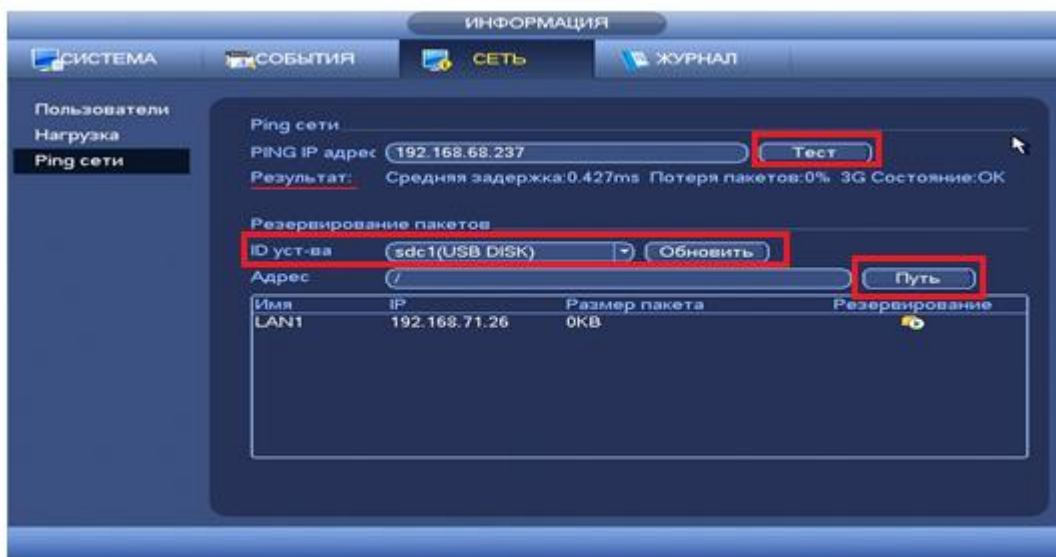 ИНФОРМАЦИЯ
СИСТЕМА СОБЫТИЯ СЕТЬ ЖУРНАЛ
Пользователи
Нагрузка
Ping сети
Ping сети
PING IP адрес 192.168.68.237 Тест
Результат: Средняя задержка:0.427ms Потеря пакетов:0% 3G Состояние:OK
Резервирование пакетов
ID уст-ва sdc1(USB DISK) Обновить
Адрес / Путь
Имя IP Размер пакета Резервирование
LAN1 192.168.71.26 0KB